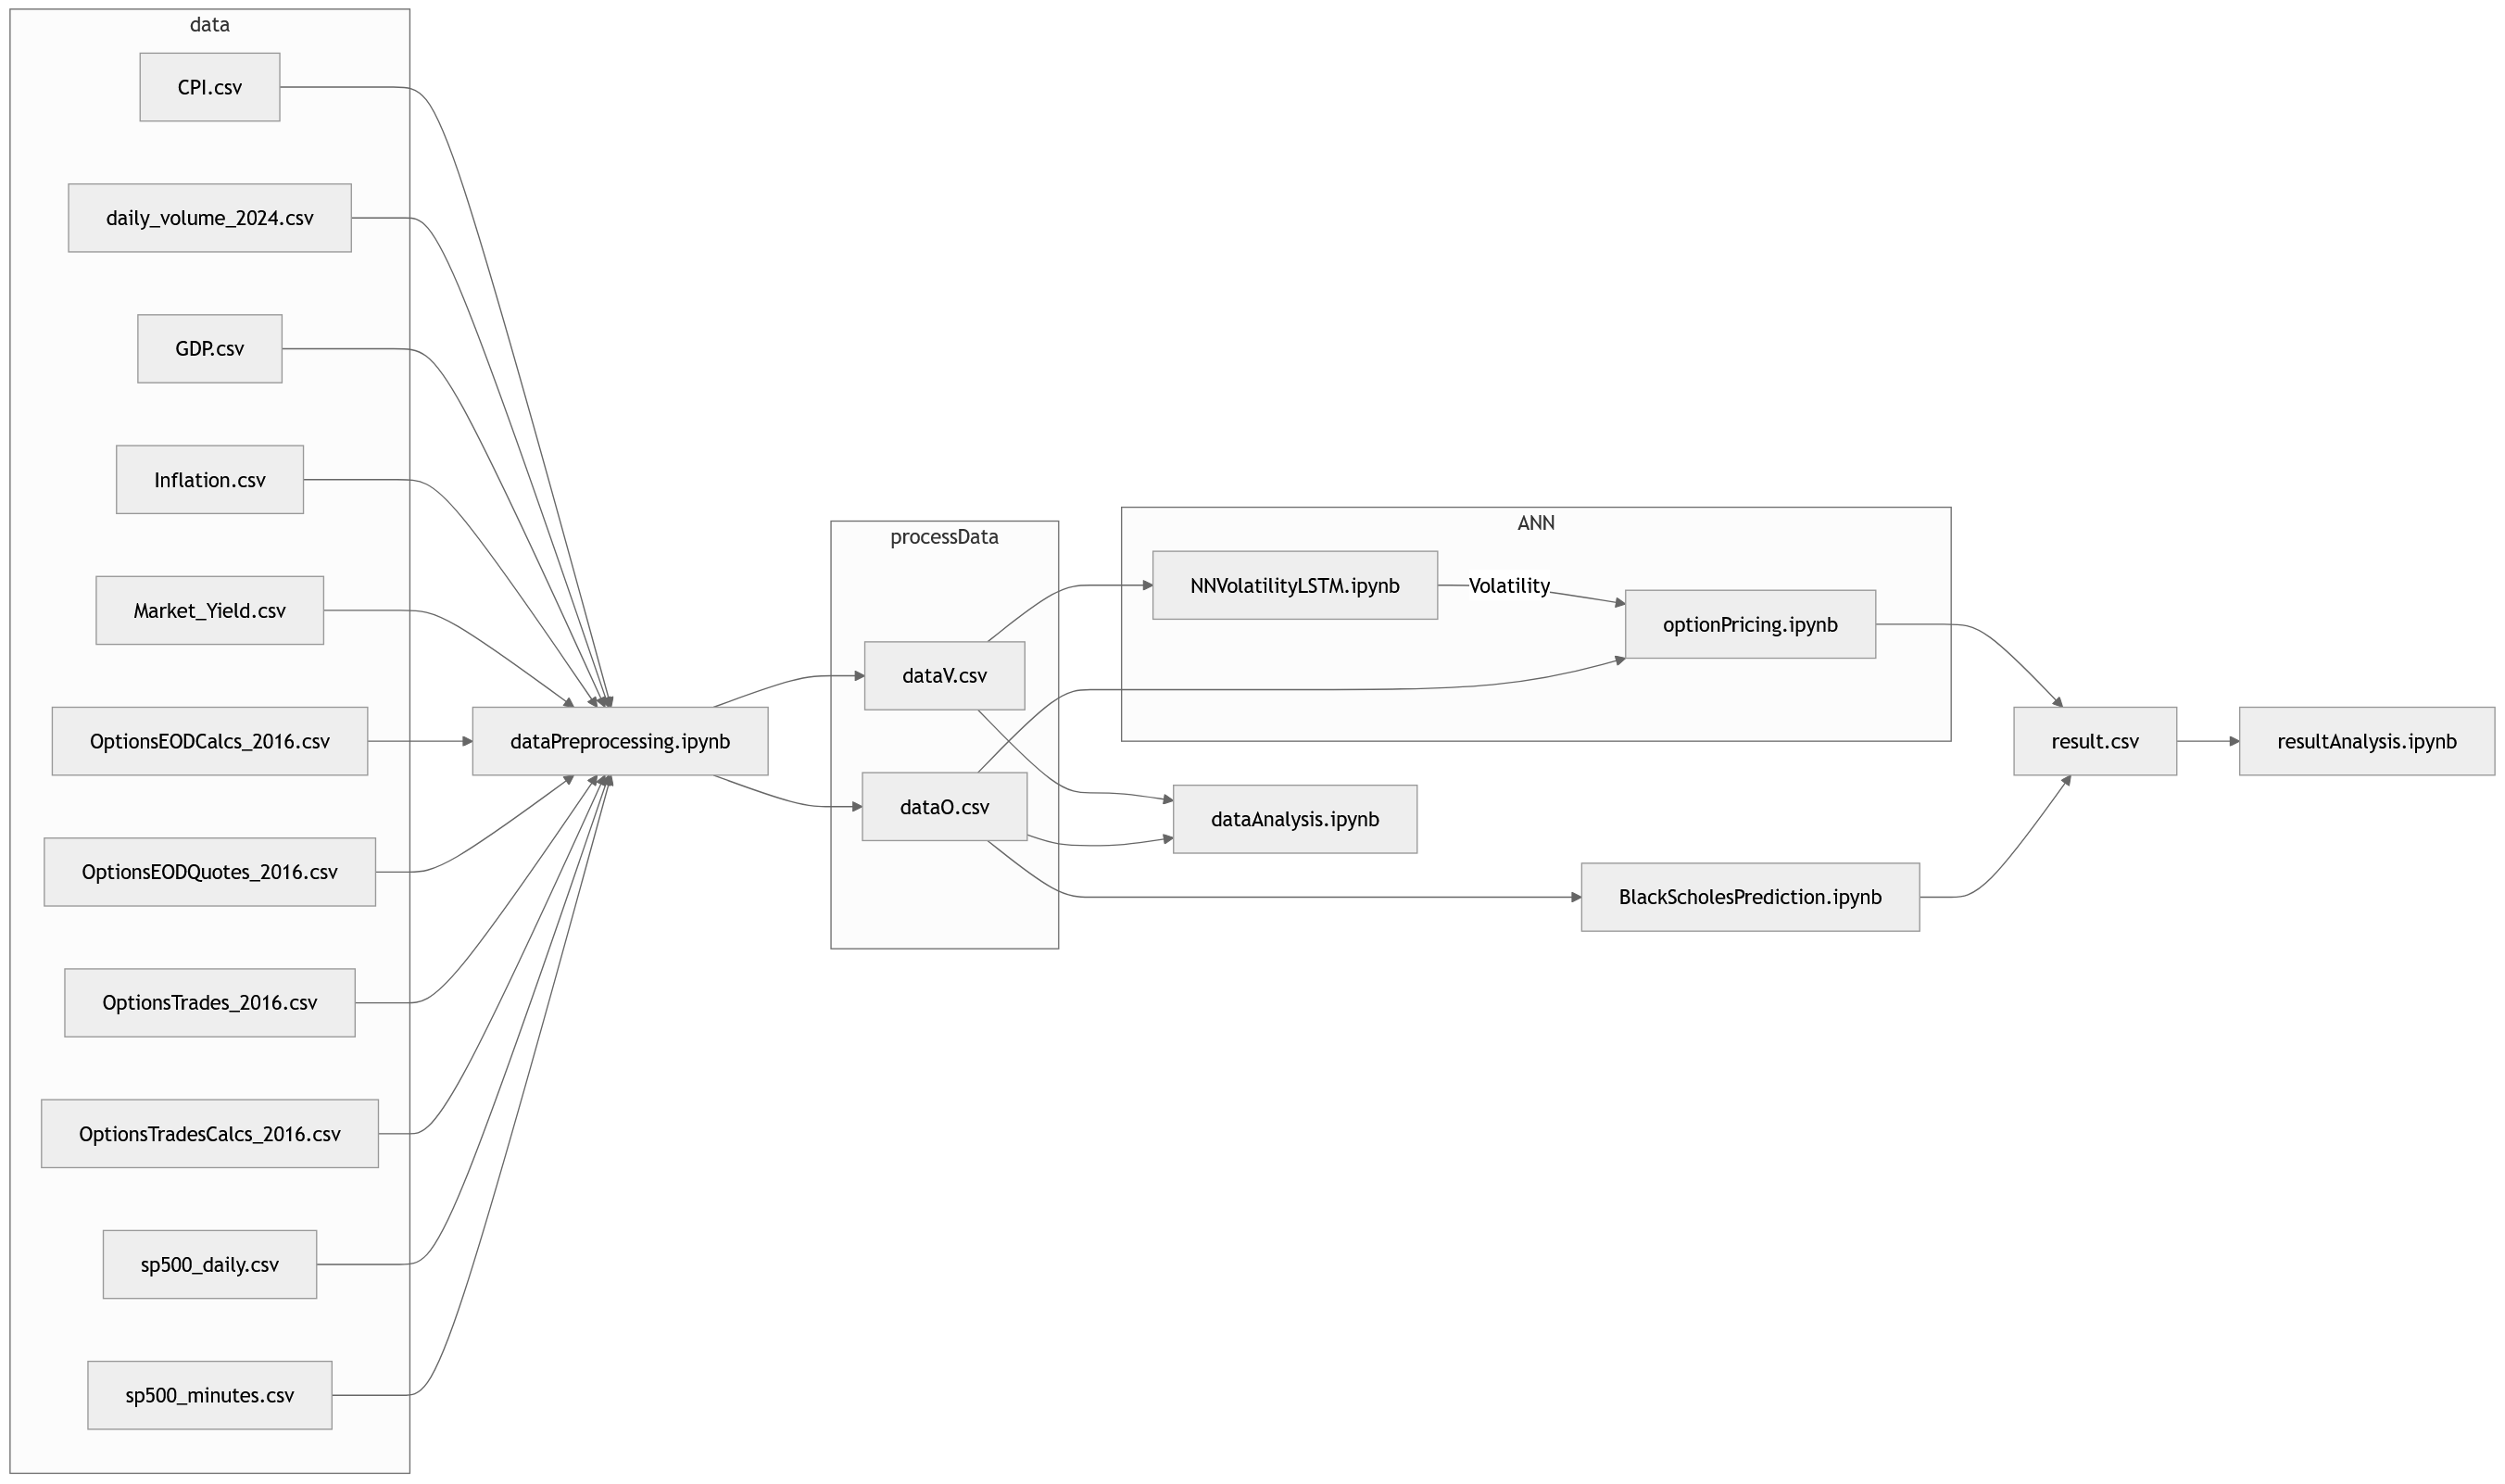 data
CPI.csv
daily_volume_2024.csv
GDP.csv
Inflation.csv
Market_Yield.csv
OptionsEODCalcs_2016.csv
OptionsEODQuotes_2016.csv
OptionsTrades_2016.csv
OptionsTradesCalcs_2016.csv
sp500_daily.csv
sp500_minutes.csv
dataPreprocessing.ipynb
processData
dataV.csv
dataO.csv
ANN
NNVolatilityLSTM.ipynb
Volatility
optionPricing.ipynb
dataAnalysis.ipynb
BlackScholesPrediction.ipynb
result.csv
resultAnalysis.ipynb